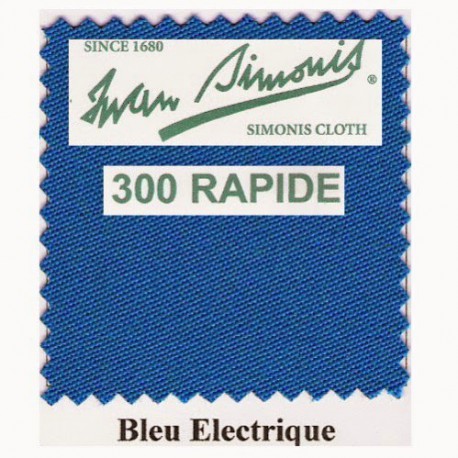 SINCE 1680
Iwan Simonis ®
SIMONIS CLOTH
300 RAPIDE
Bleu Electrique